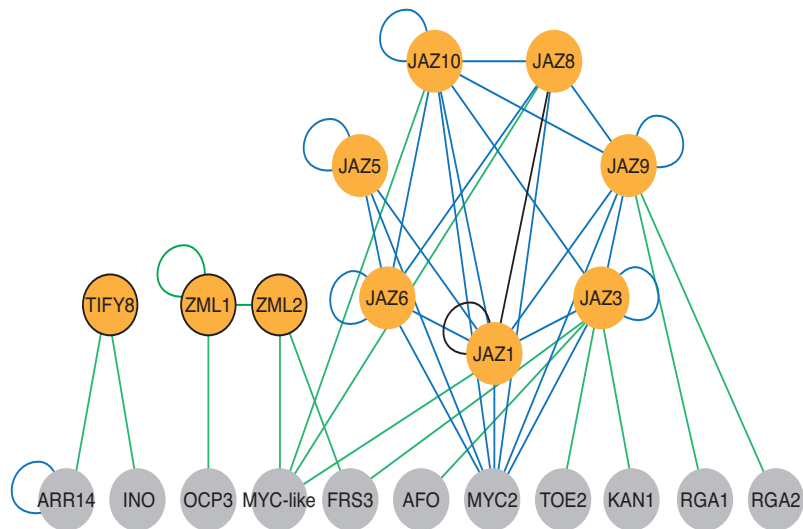 JAZ10 JAZ8
JAZ5 JAZ9
TIFY8 ZML1 ZML2 JAZ6 JAZ3
JAZ1
ARR14 INO OCP3 MYC-like FRS3 AFO MYC2 TOE2 KAN1 RGA1 RGA2